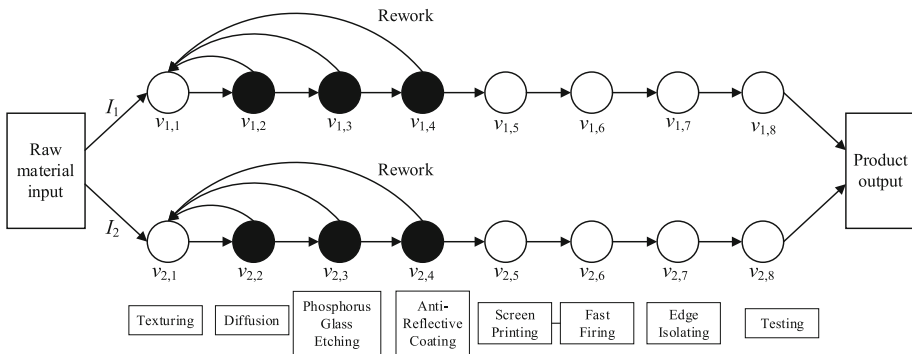 Rework
I1
v1,1
v1,2
v1,3
v1,4
v1,5
v1,6
v1,7
v1,8
Raw
material
input
Product
output
Rework
I2
v2,1
v2,2
v2,3
v2,4
v2,5
v2,6
v2,7
v2,8
Texturing
Diffusion
Phosphorus
Glass
Etching
Anti-
Reflective
Coating
Screen
Printing
Fast
Firing
Edge
Isolating
Testing